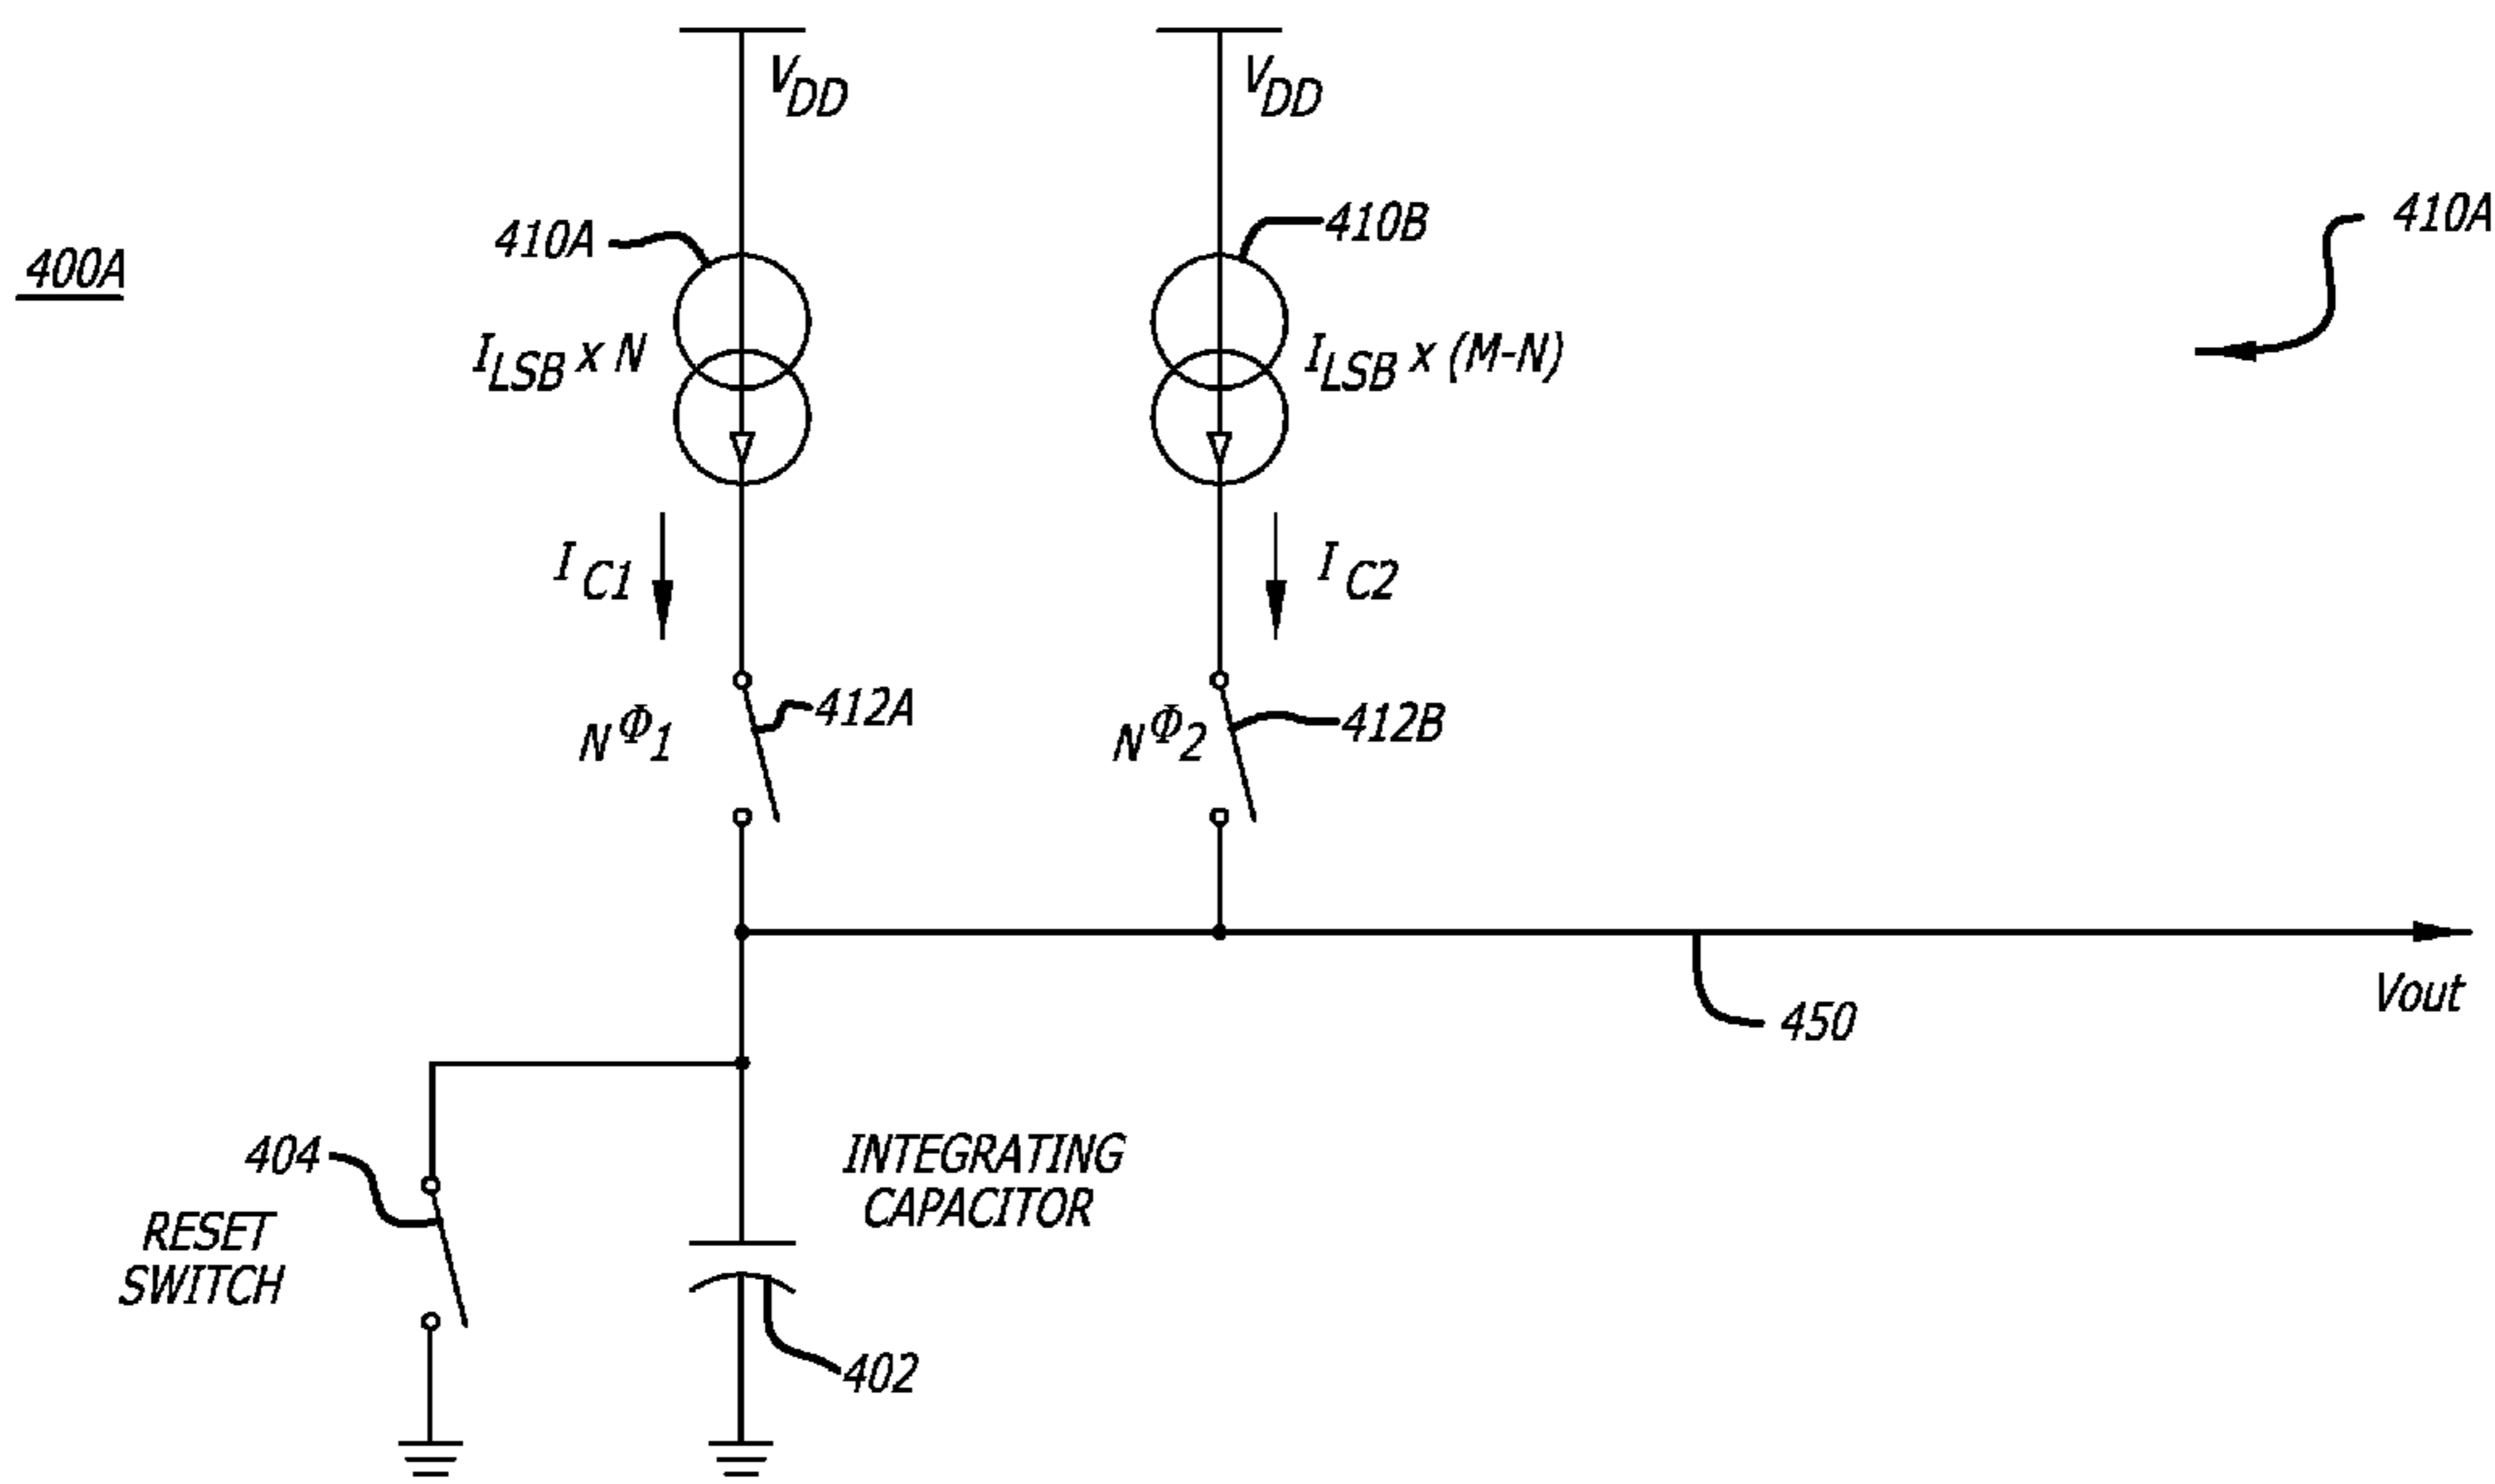 VDD
VDD
400A
410A
410B
410A
ILSB x N
ILSB x (M-N)
IC1
IC2
NΦ1
412A
NΦ2
412B
Vout
450
404
RESET
SWITCH
INTEGRATING
CAPACITOR
402